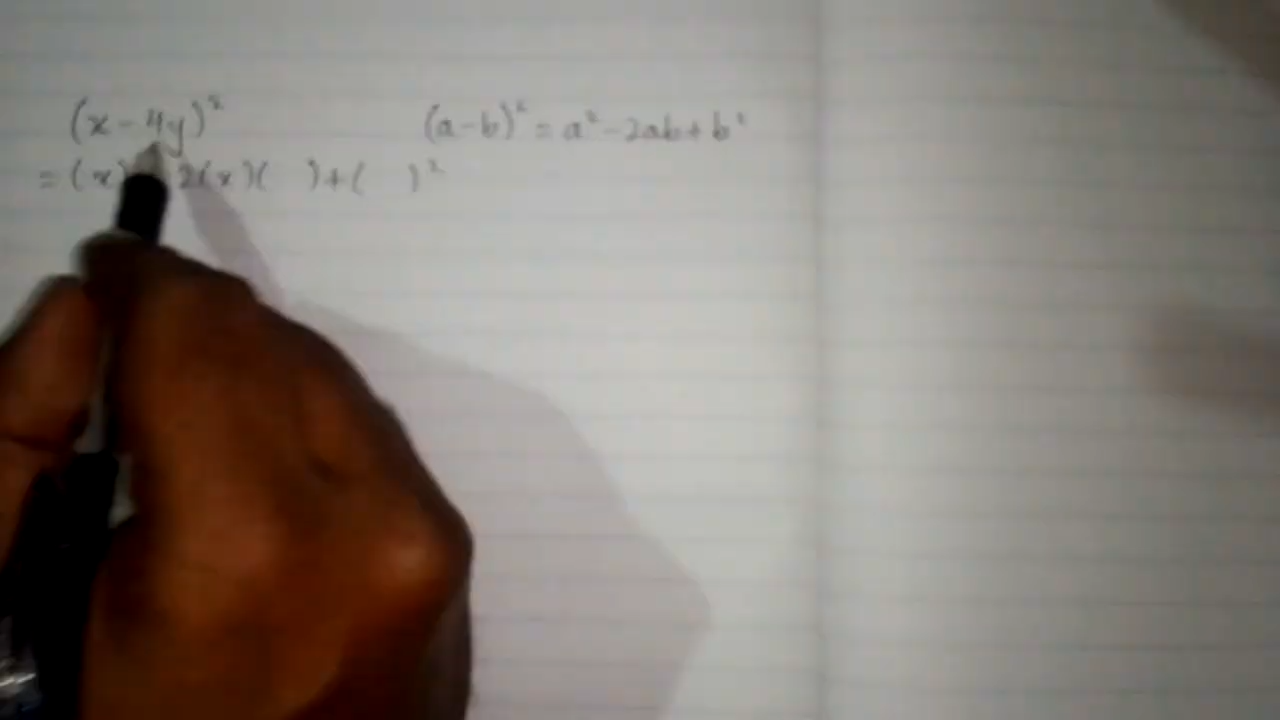 (x-4y)² (a-b)² = a²-2ab+b²
= (x) 2(x)( )+( )²